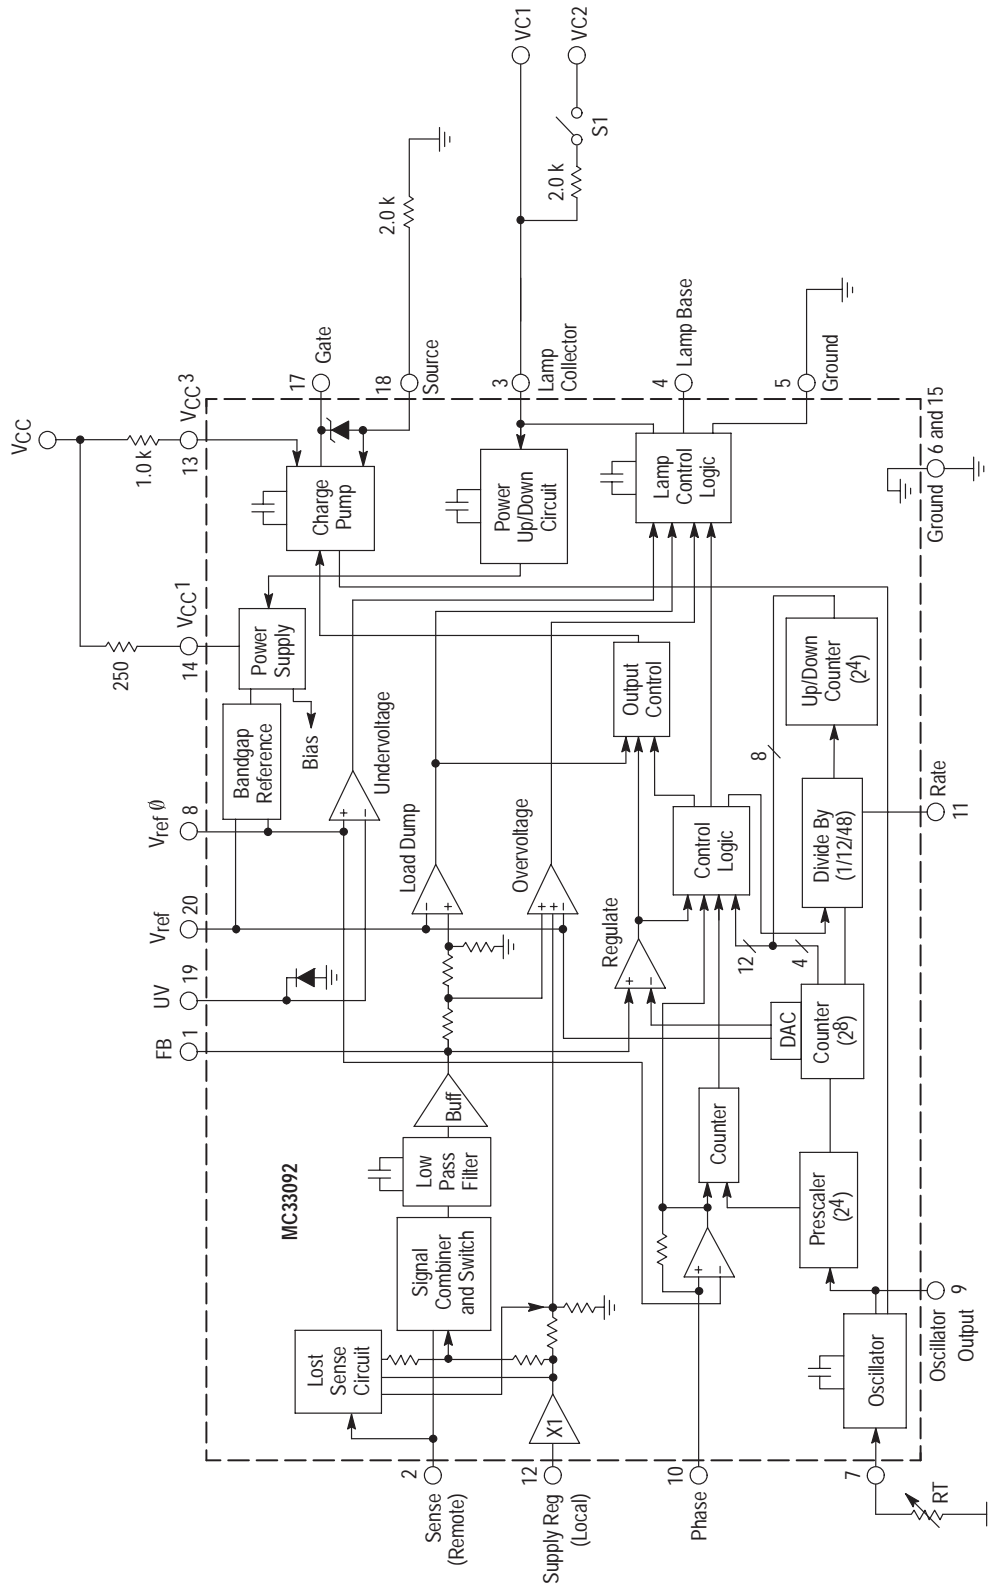 VCC
1.0 k
250
13
VCC3
14
VCC1
Vref Ø
8
Vref
20
UV
19
FB
1
MC33092
Power
Supply
Bandgap
Reference
Bias
Charge
Pump
17
Gate
18
Source
2.0 k
Undervoltage
+
−
Load Dump
−
+
Overvoltage
+
+
−
Buff
Low
Pass
Filter
Signal
Combiner
and Switch
Lost
Sense
Circuit
2
Sense
(Remote)
X1
12
Supply Reg
(Local)
Power
Up/Down
Circuit
3
Lamp
Collector
VC1
2.0 k
S1
VC2
Lamp
Control
Logic
4
Lamp Base
5
Ground
Output
Control
Regulate
+
−
Control
Logic
12
4
8
Counter
+
−
10
Phase
DAC
Counter
(28)
Prescaler
(24)
Divide By
(1/12/48)
Up/Down
Counter
(24)
Oscillator
7
RT
Oscillator
Output
9
11
Rate
Ground
6 and 15